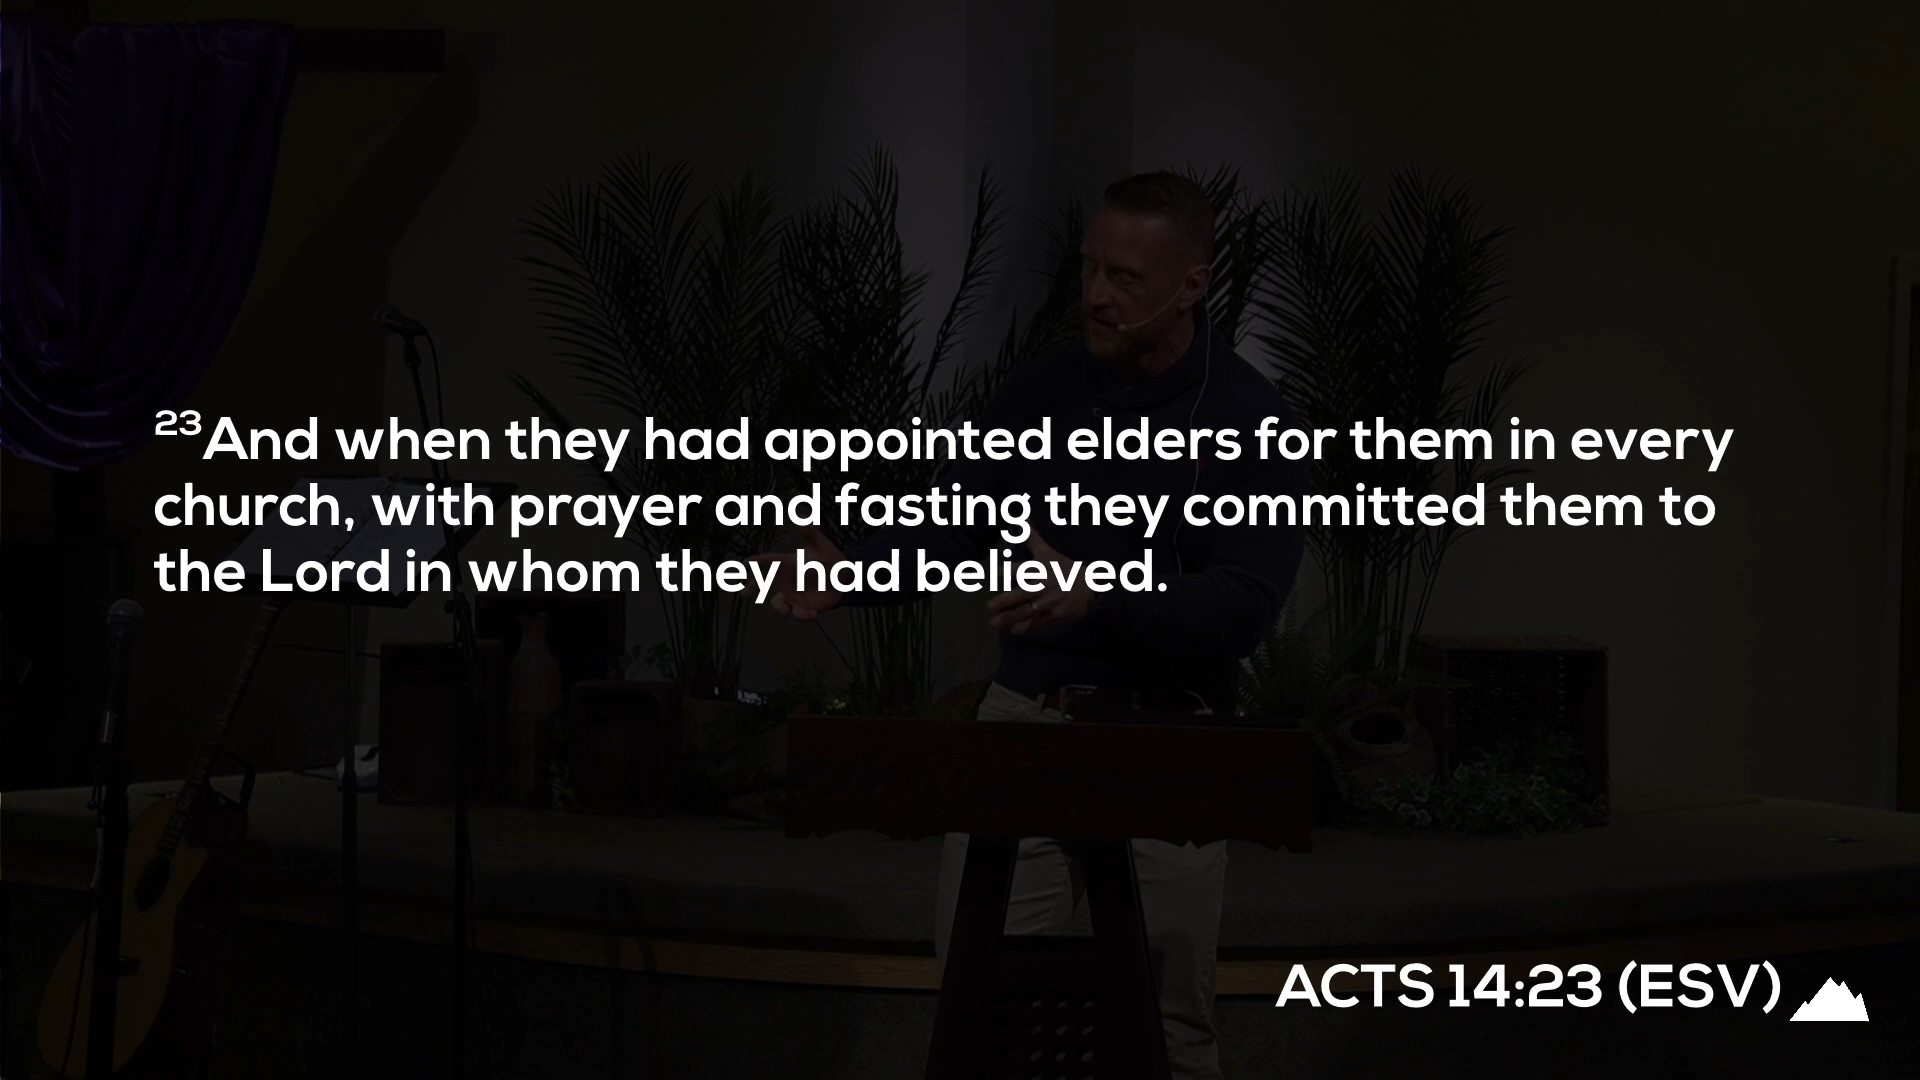 ²³And when they had appointed elders for them in every
church, with prayer and fasting they committed them to
the Lord in whom they had believed.
ACTS 14:23 (ESV)